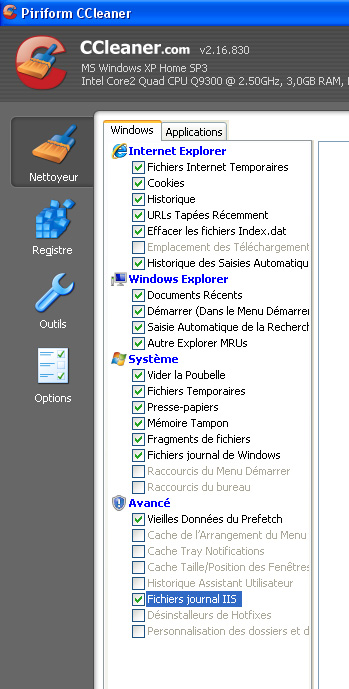 Piriform CCleaner
CCleaner.com v2.16.830
MS Windows XP Home SP3
Intel Core2 Quad CPU Q9300 @ 2.50GHz, 3,0GB RAM,
Windows
Applications
Nettoyeur
Registre
Outils
Options
Internet Explorer
Fichiers Internet Temporaires
Cookies
Historique
URLs Tapées Récemment
Effacer les fichiers Index.dat
Emplacement des Téléchargement
Historique des Saisies Automatiqu
Windows Explorer
Documents Récents
Démarrer (Dans le Menu Démarrer
Saisie Automatique de la Recherch
Autre Explorer MRUs
Système
Vider la Poubelle
Fichiers Temporaires
Presse-papiers
Mémoire Tampon
Fragments de fichiers
Fichiers journal de Windows
Raccourcis du Menu Démarrer
Raccourcis du bureau
Avancé
Vieilles Données du Prefetch
Cache de l'Arrangement du Menu
Cache Tray Notifications
Cache Taille/Position des Fenêtres
Historique Assistant Utilisateur
Fichiers journal IIS
Désinstalleurs de Hotfixes
Personnalisation des dossiers et d